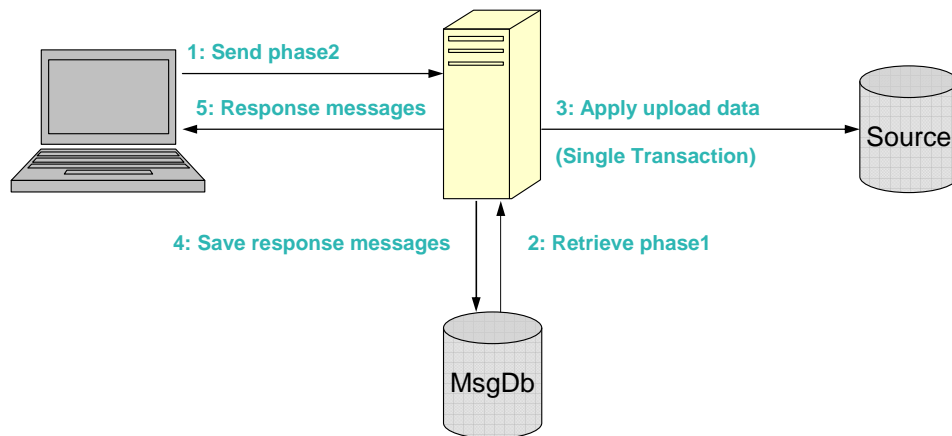 1: Send phase2
5: Response messages
3: Apply upload data
(Single Transaction)
Source
4: Save response messages
2: Retrieve phase1
MsgDb